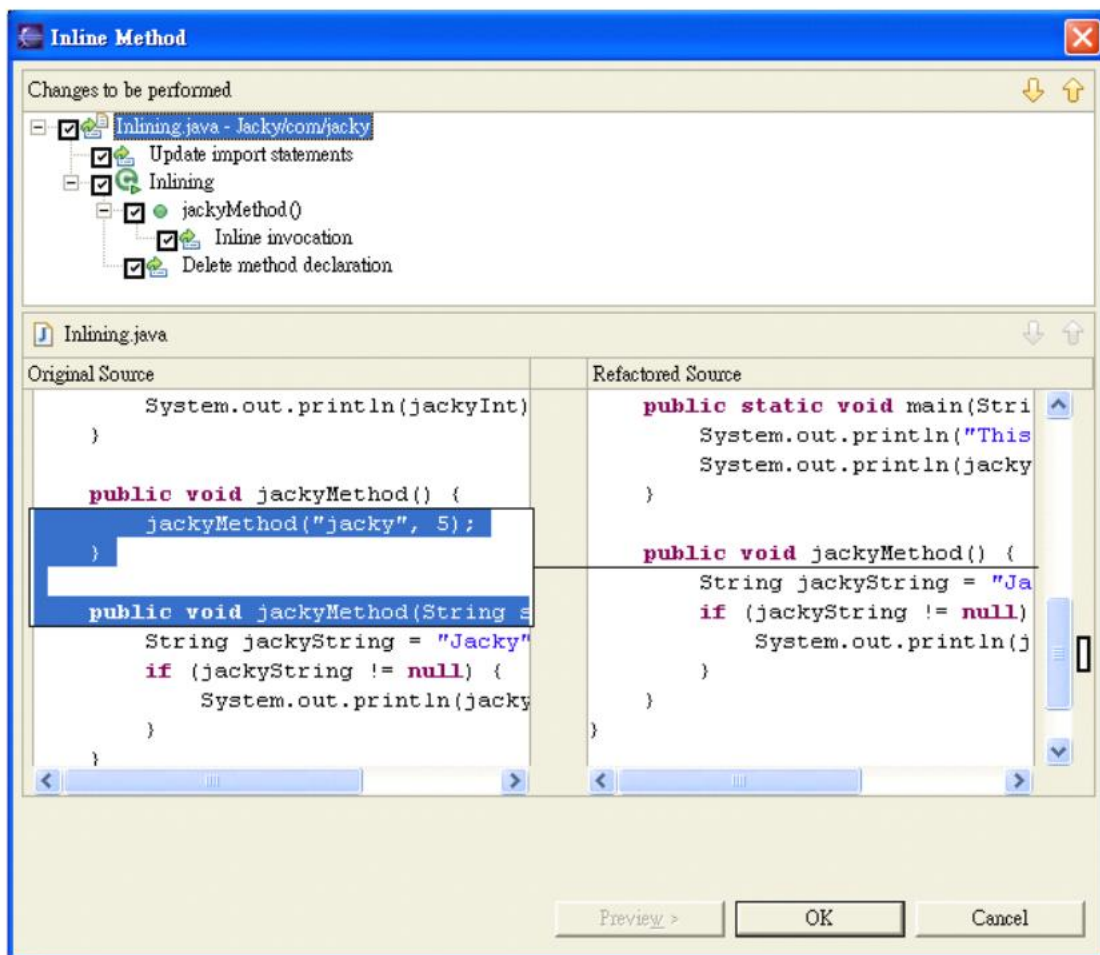 Inline Method
Changes to be performed
Inlining.java - Jacky/com/jacky
Update import statements
Inlining
jackyMethod()
Inline invocation
Delete method declaration
Inlining.java
Original Source
System.out.println(jackyInt)
}
public void jackyMethod() {
jackyMethod("jacky", 5);
}
public void jackyMethod(String s
String jackyString = "Jacky"
if (jackyString != null) {
System.out.println(jacky
}
}
Refactored Source
public static void main(Stri
System.out.println("This
System.out.println(jacky
}
public void jackyMethod() {
String jackyString = "Ja
if (jackyString != null)
System.out.println(j
}
}
}
Preview >
OK
Cancel